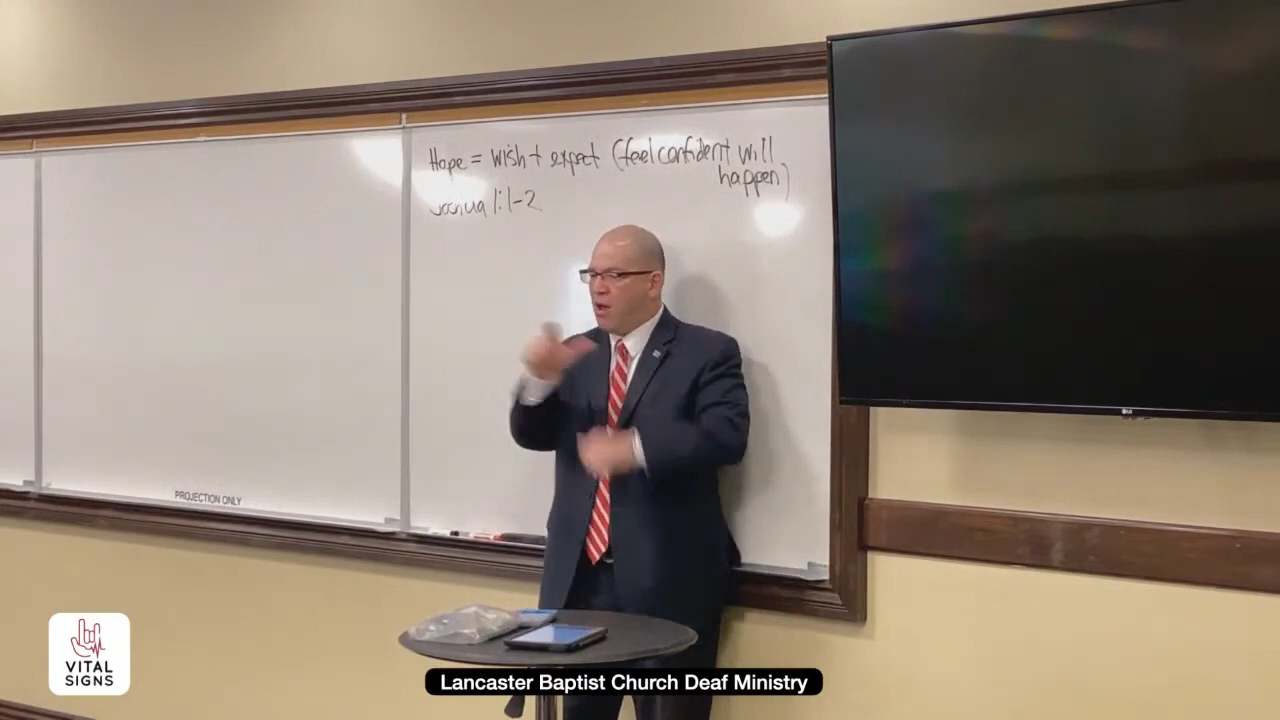 Hope = wish + expect (feel confident will
happen)
Joshua 1:1-2
PROJECTION ONLY
LG
VITAL
SIGNS
Lancaster Baptist Church Deaf Ministry